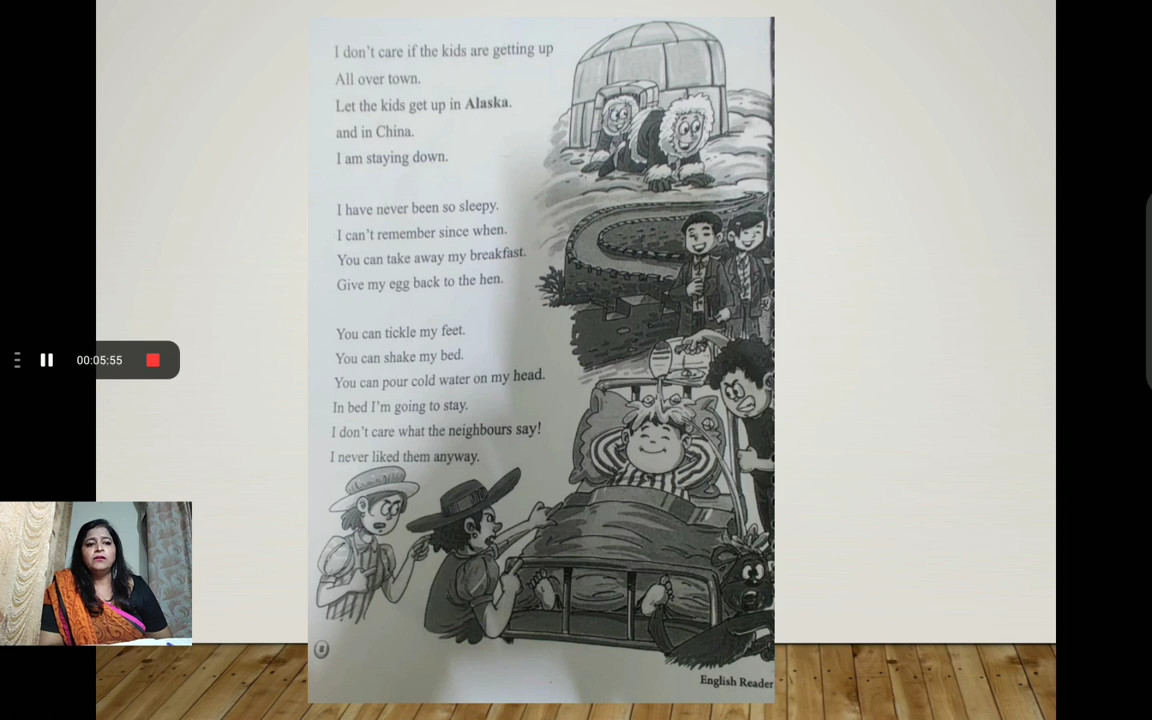 I don't care if the kids are getting up
All over town.
Let the kids get up in Alaska.
and in China.
I am staying down.
I have never been so sleepy.
I can't remember since when.
You can take away my breakfast.
Give my egg back to the hen.
You can tickle my feet.
You can shake my bed.
You can pour cold water on my head.
In bed I'm going to stay.
I don't care what the neighbours say!
I never liked them anyway.
00:05:55
8
English Reader